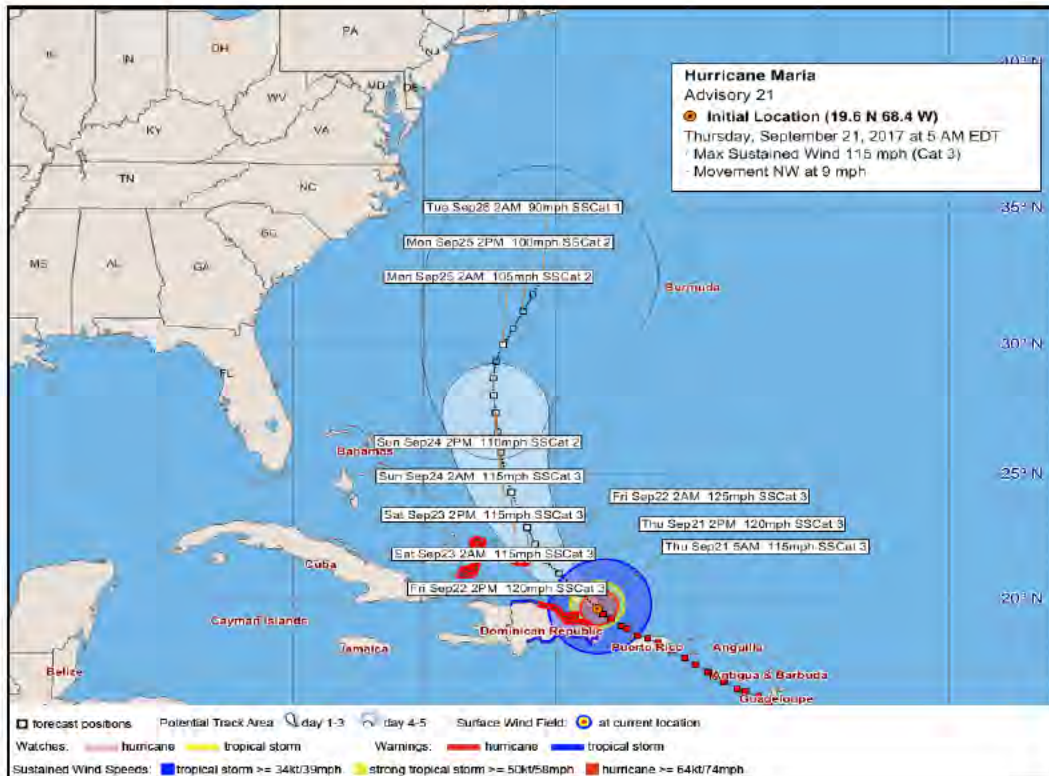 PA
OH
NJ
IL
IN
MD
DE
WV
KY
VA
TN
NC
SC
MS
AL
GA
FL
40° N
Hurricane Maria
Advisory 21
Initial Location (19.6 N 68.4 W)
Thursday, September 21, 2017 at 5 AM EDT
· Max Sustained Wind 115 mph (Cat 3)
· Movement NW at 9 mph
35° N
Tue Sep26 2AM 90mph SSCat 1
Mon Sep25 2PM 100mph SSCat 2
Mon Sep25 2AM 105mph SSCat 2
Bermuda
30° N
Sun Sep24 2PM 110mph SSCat 2
Bahamas
25° N
Sun Sep24 2AM 115mph SSCat 3
Fri Sep22 2AM 125mph SSCat 3
Sat Sep23 2PM 115mph SSCat 3
Thu Sep21 2PM 120mph SSCat 3
Thu Sep21 5AM 115mph SSCat 3
Sat Sep23 2AM 115mph SSCat 3
Cuba
Fri Sep22 2PM 120mph SSCat 3
20° N
Cayman Islands
Dominican Republic
Jamaica
Puerto Rico
Anguilla
Belize
Antigua & Barbuda
Guadeloupe
forecast positions Potential Track Area: day 1-3 day 4-5 Surface Wind Field: at current location
Watches: hurricane tropical storm Warnings: hurricane tropical storm
Sustained Wind Speeds: tropical storm >= 34kt/39mph strong tropical storm >= 50kt/58mph hurricane >= 64kt/74mph